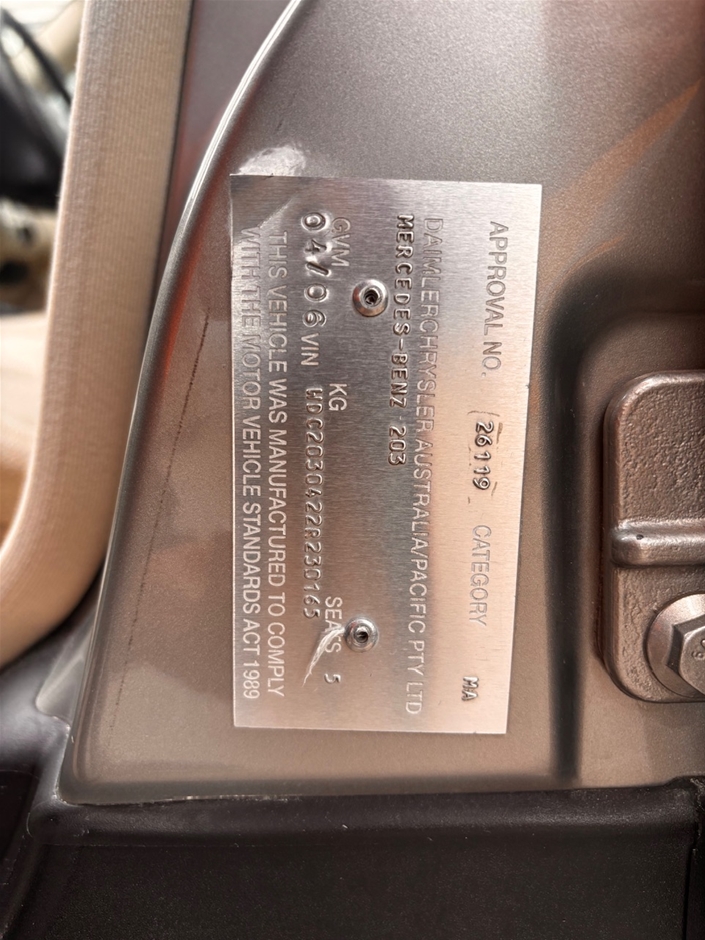 APPROVAL NO. 26119 CATEGORY MA
DAIMLERCHRYSLER AUSTRALIA/PACIFIC PTY LTD
MERCEDES-BENZ 203
GVM KG SEATS 5
04/06 VIN WDC2030422R230165
THIS VEHICLE WAS MANUFACTURED TO COMPLY
WITH THE MOTOR VEHICLE STANDARDS ACT 1989